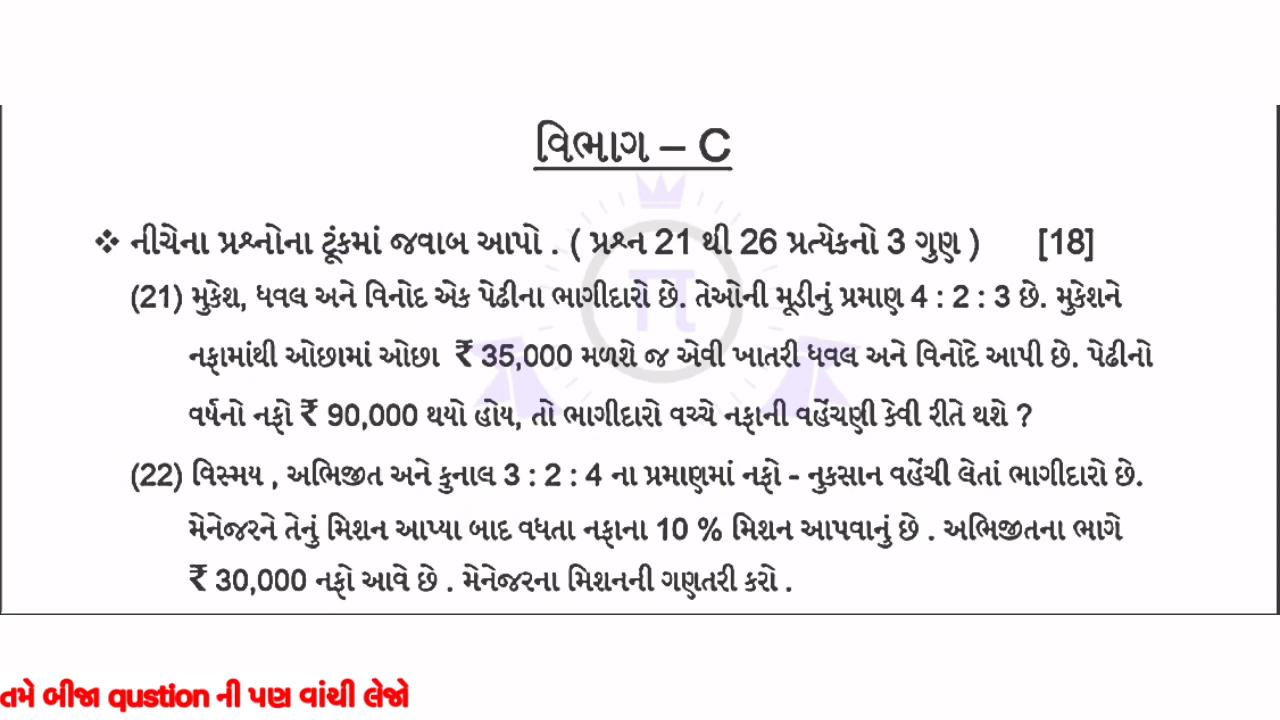 વિભાગ – C
❖ નીચેના પ્રશ્નોના ટૂંકમાં જવાબ આપો . ( પ્રશ્ન 21 થી 26 પ્રત્યેકનો 3 ગુણ ) [18]
(21) મુકેશ, ધવલ અને વિનોદ એક પેઢીના ભાગીદારો છે. તેઓની મૂડીનું પ્રમાણ 4 : 2 : 3 છે. મુકેશને
નફામાંથી ઓછામાં ઓછા ₹ 35,000 મળશે જ એવી ખાતરી ધવલ અને વિનોદે આપી છે. પેઢીનો
વર્ષનો નફો ₹ 90,000 થયો હોય, તો ભાગીદારો વચ્ચે નફાની વહેંચણી કેવી રીતે થશે ?
(22) વિસ્મય , અભિજીત અને કુનાલ 3 : 2 : 4 ના પ્રમાણમાં નફો - નુકસાન વહેંચી લેતાં ભાગીદારો છે.
મેનેજરને તેનું મિશન આપ્યા બાદ વધતા નફાના 10 % મિશન આપવાનું છે . અભિજીતના ભાગે
₹ 30,000 નફો આવે છે . મેનેજરના મિશનની ગણતરી કરો .
તમે બીજા qustion ની પણ વાંચી લેજો